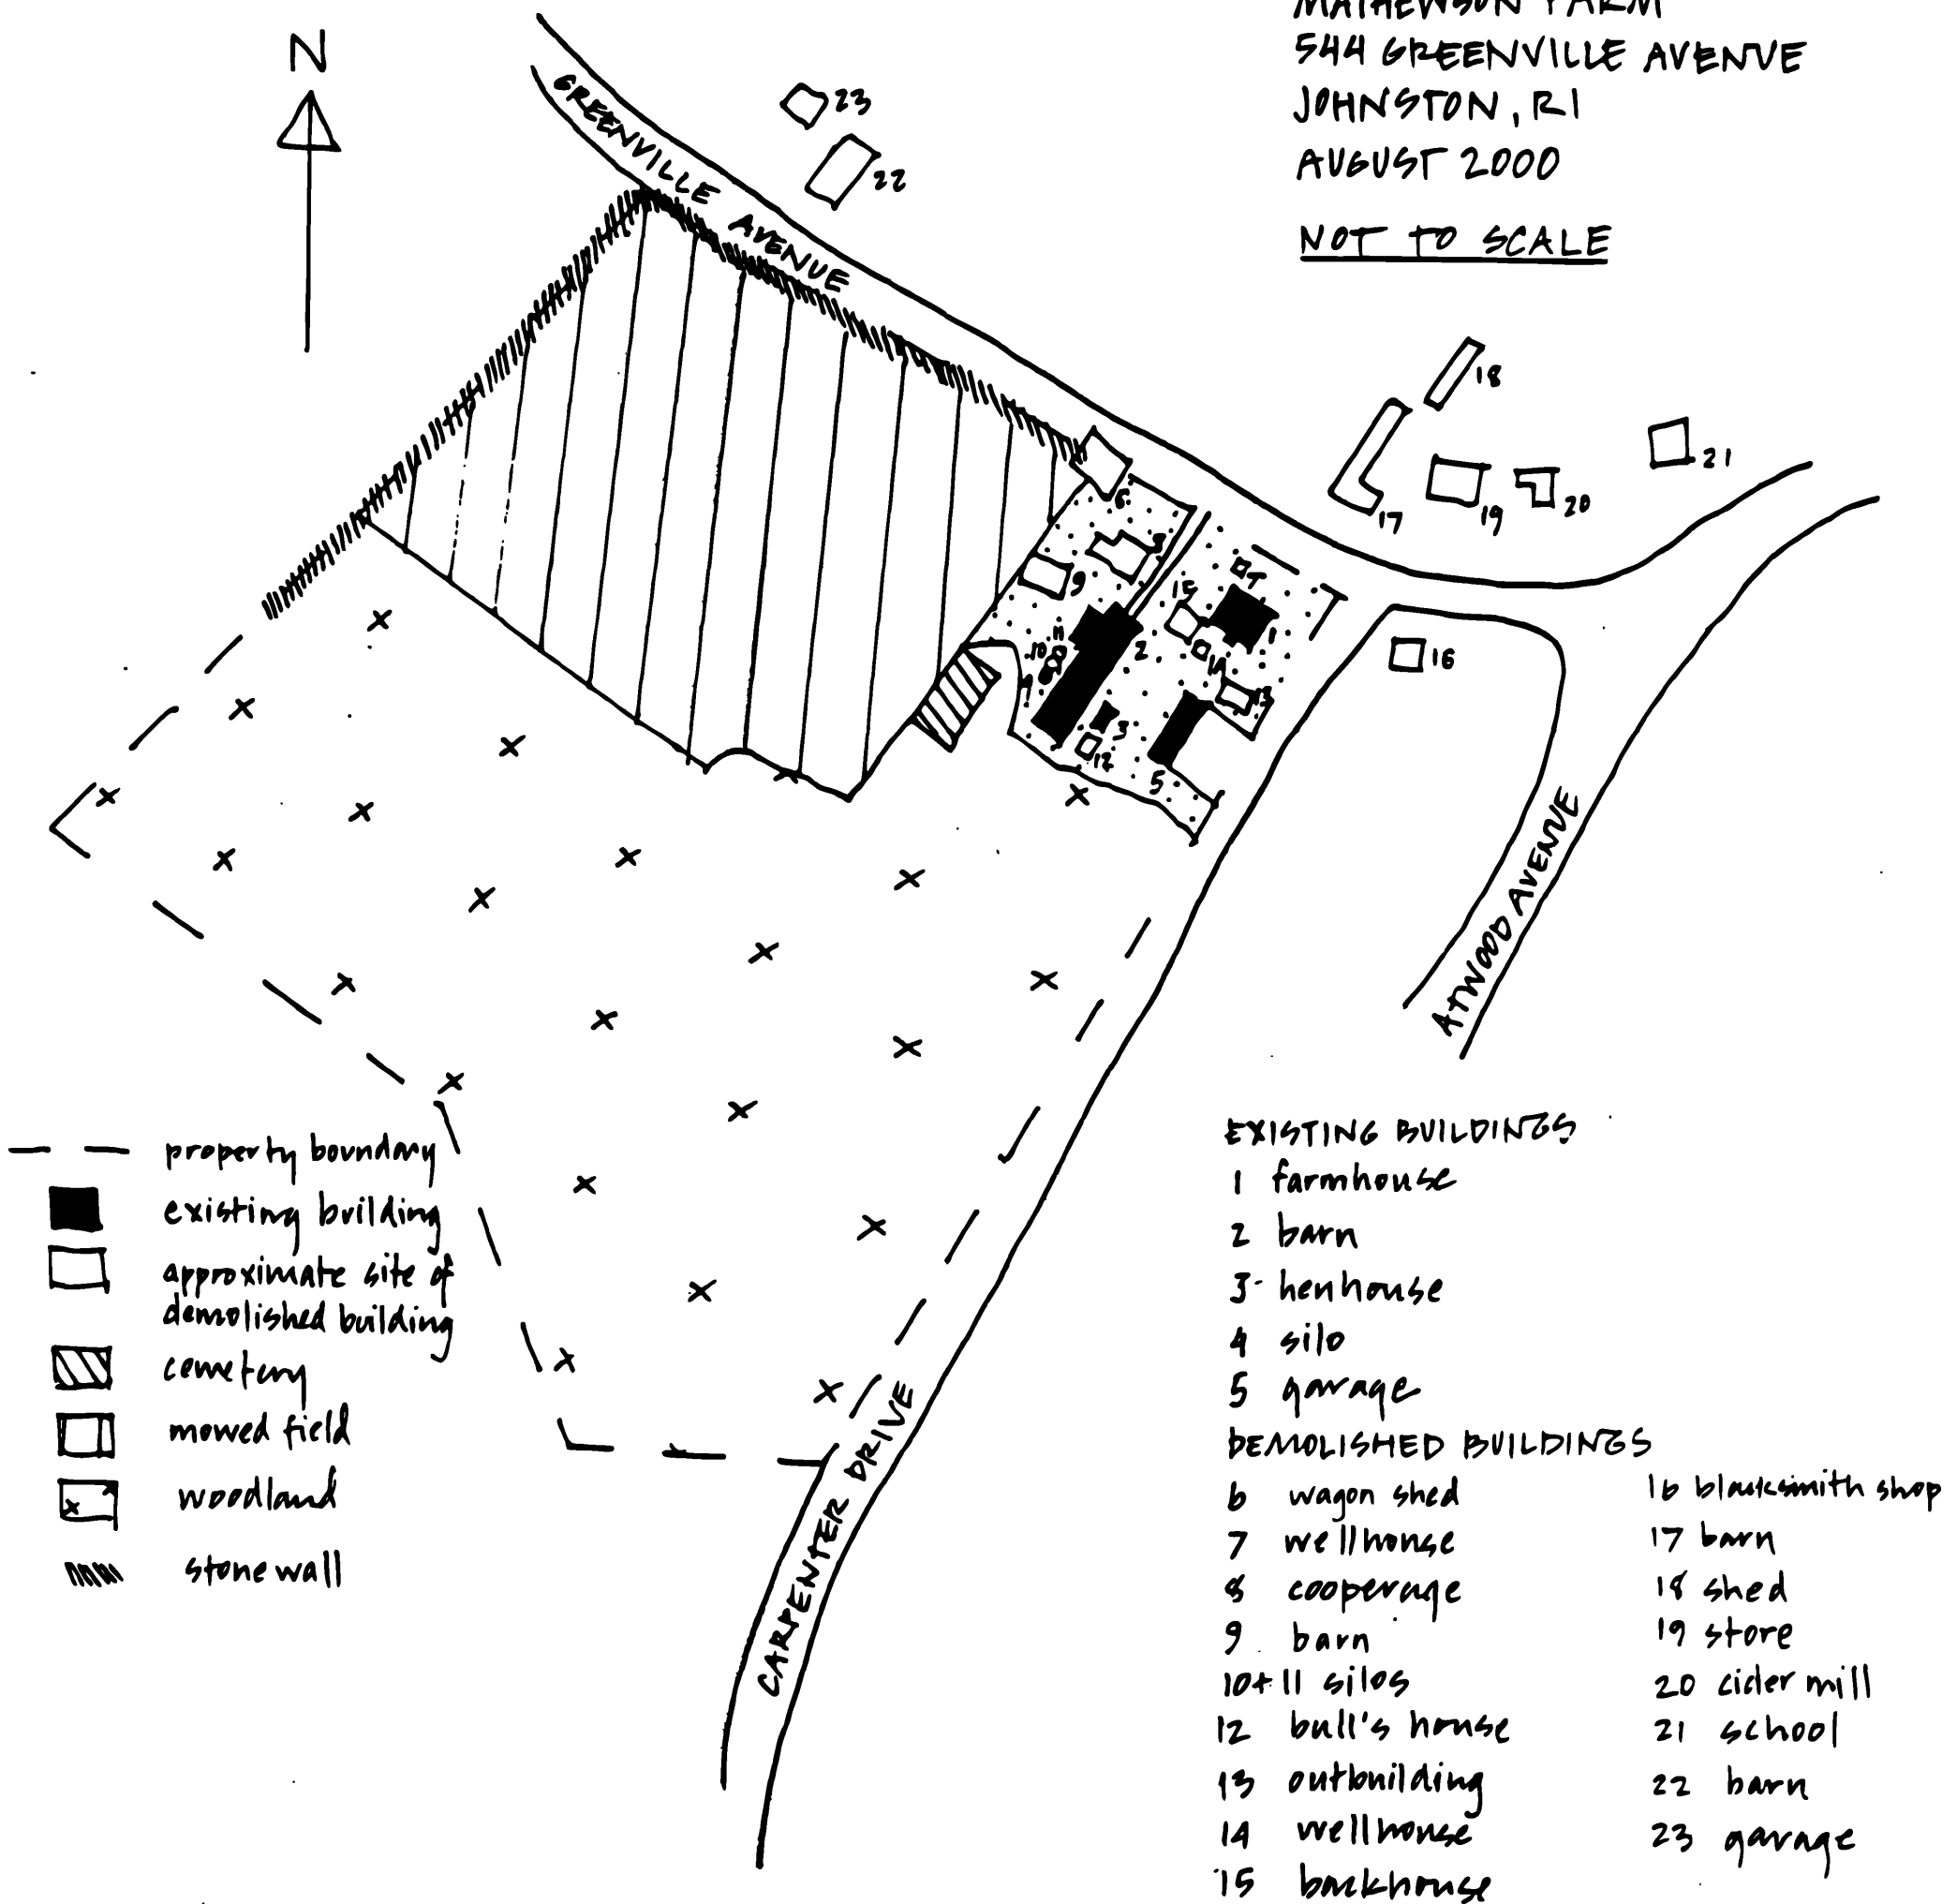 MATHEWSON FARM
544 GREENVILLE AVENUE
JOHNSTON, RI
AUGUST 2000
NOT TO SCALE
N
GREENVILLE AVENUE
23
22
18
17
19
20
21
6
8
9
7
15
1
11
10
2
14
13
3
12
5
16
ATWOOD AVENUE
CARPENTER DRIVE
property boundary
existing building
approximate site of
demolished building
cemetery
mowed field
woodland
stone wall
EXISTING BUILDINGS
1 farmhouse
2 barn
3 henhouse
4 silo
5 garage
DEMOLISHED BUILDINGS
6 wagon shed
7 wellhouse
8 cooperage
9 barn
10+11 silos
12 bull's house
13 outbuilding
14 wellhouse
15 backhouse
16 blacksmith shop
17 barn
18 shed
19 store
20 cider mill
21 school
22 barn
23 garage